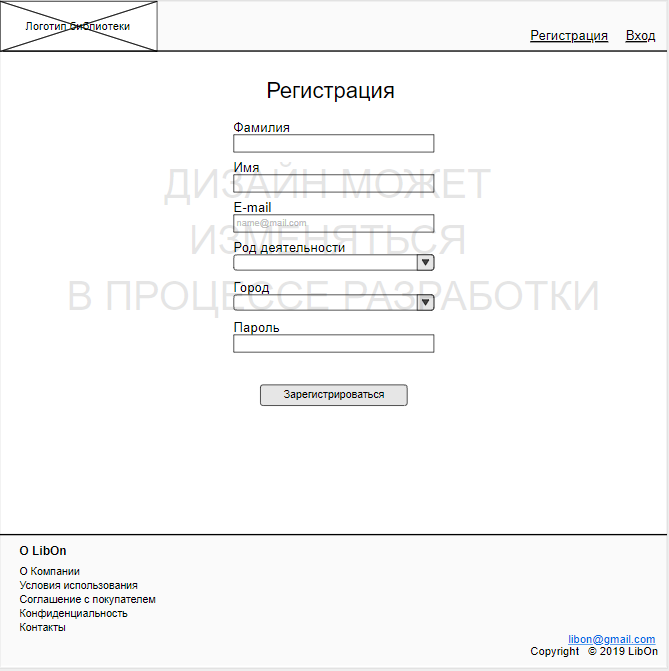 Логотип библиотеки
Регистрация Вход
Регистрация
Фамилия
Имя
ДИЗАЙН МОЖЕТ
E-mail
name@mail.com
ИЗМЕНЯТЬСЯ
Род деятельности
Город
В ПРОЦЕССЕ РАЗРАБОТКИ
Пароль
Зарегистрироваться
О LibOn
О Компании
Условия использования
Соглашение с покупателем
Конфиденциальность
Контакты
libon@gmail.com
Copyright © 2019 LibOn